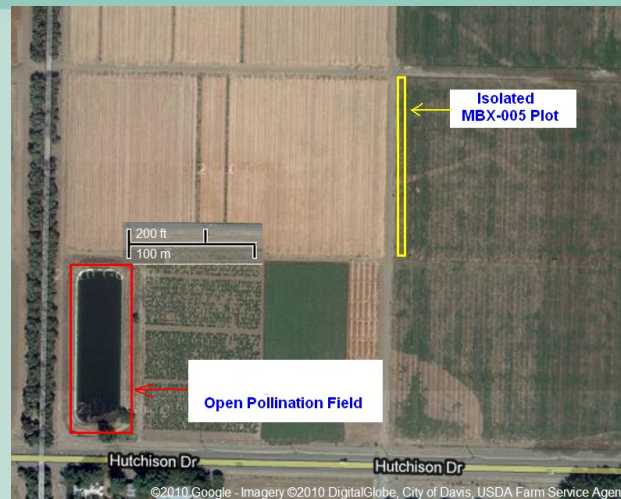 Isolated
MBX-005 Plot
200 ft
100 m
Open Pollination Field
Hutchison Dr
Hutchison Dr
©2010 Google - Imagery ©2010 DigitalGlobe, City of Davis, USDA Farm Service Agen